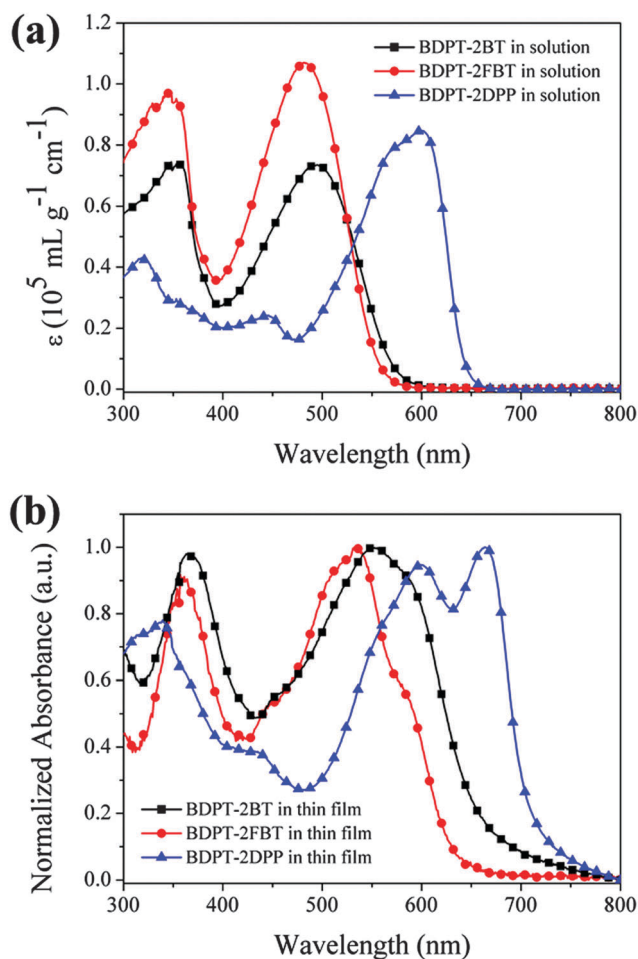 (a)
1.2
1.0
0.8
0.6
0.4
0.2
0.0
ε (10⁵ mL g⁻¹ cm⁻¹)
BDPT-2BT in solution
BDPT-2FBT in solution
BDPT-2DPP in solution
300 400 500 600 700 800
Wavelength (nm)
(b)
1.0
0.8
0.6
0.4
0.2
0.0
Normalized Absorbance (a.u.)
BDPT-2BT in thin film
BDPT-2FBT in thin film
BDPT-2DPP in thin film
300 400 500 600 700 800
Wavelength (nm)